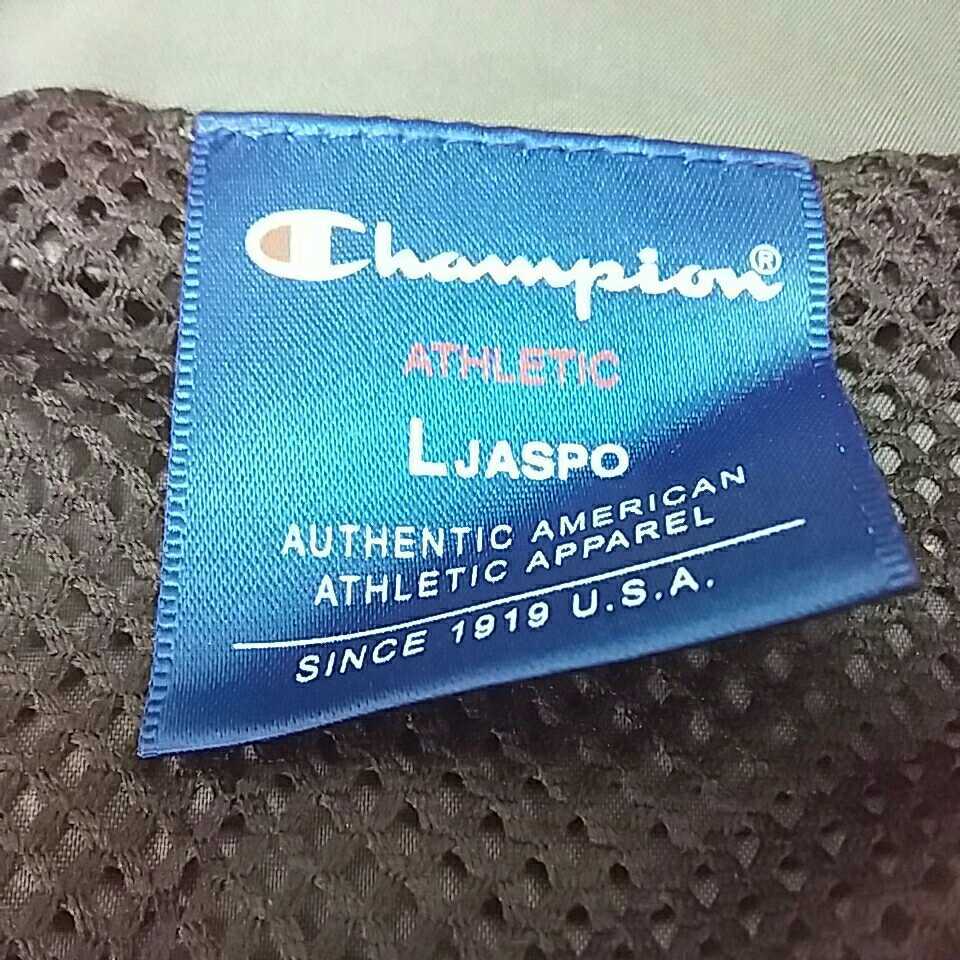 Champion®
ATHLETIC
L JASPO
AUTHENTIC AMERICAN
ATHLETIC APPAREL
SINCE 1919 U.S.A.